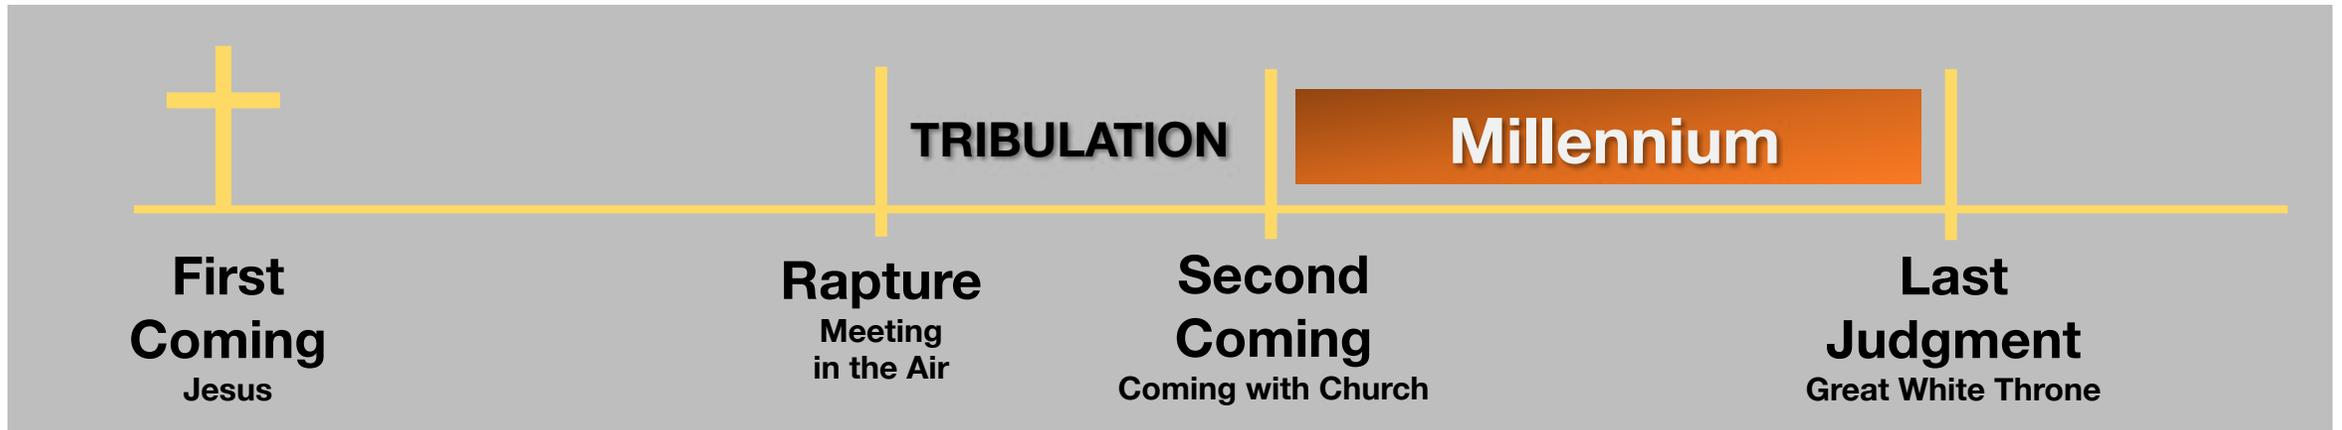 TRIBULATION
Millennium
First
Coming
Jesus
Rapture
Meeting
in the Air
Second
Coming
Coming with Church
Last
Judgment
Great White Throne